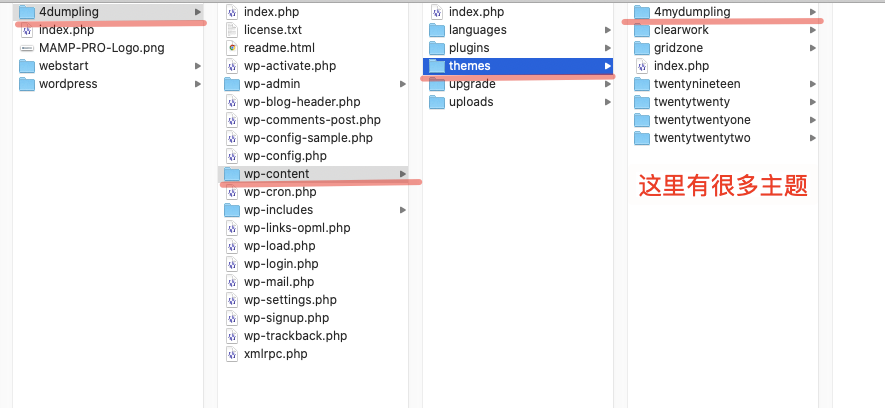 4dumpling
index.php
MAMP-PRO-Logo.png
webstart
wordpress
index.php
license.txt
readme.html
wp-activate.php
wp-admin
wp-blog-header.php
wp-comments-post.php
wp-config-sample.php
wp-config.php
wp-content
wp-cron.php
wp-includes
wp-links-opml.php
wp-load.php
wp-login.php
wp-mail.php
wp-settings.php
wp-signup.php
wp-trackback.php
xmlrpc.php
index.php
languages
plugins
themes
upgrade
uploads
4mydumpling
clearwork
gridzone
index.php
twentynineteen
twentytwenty
twentytwentyone
twentytwentytwo
这里有很多主题